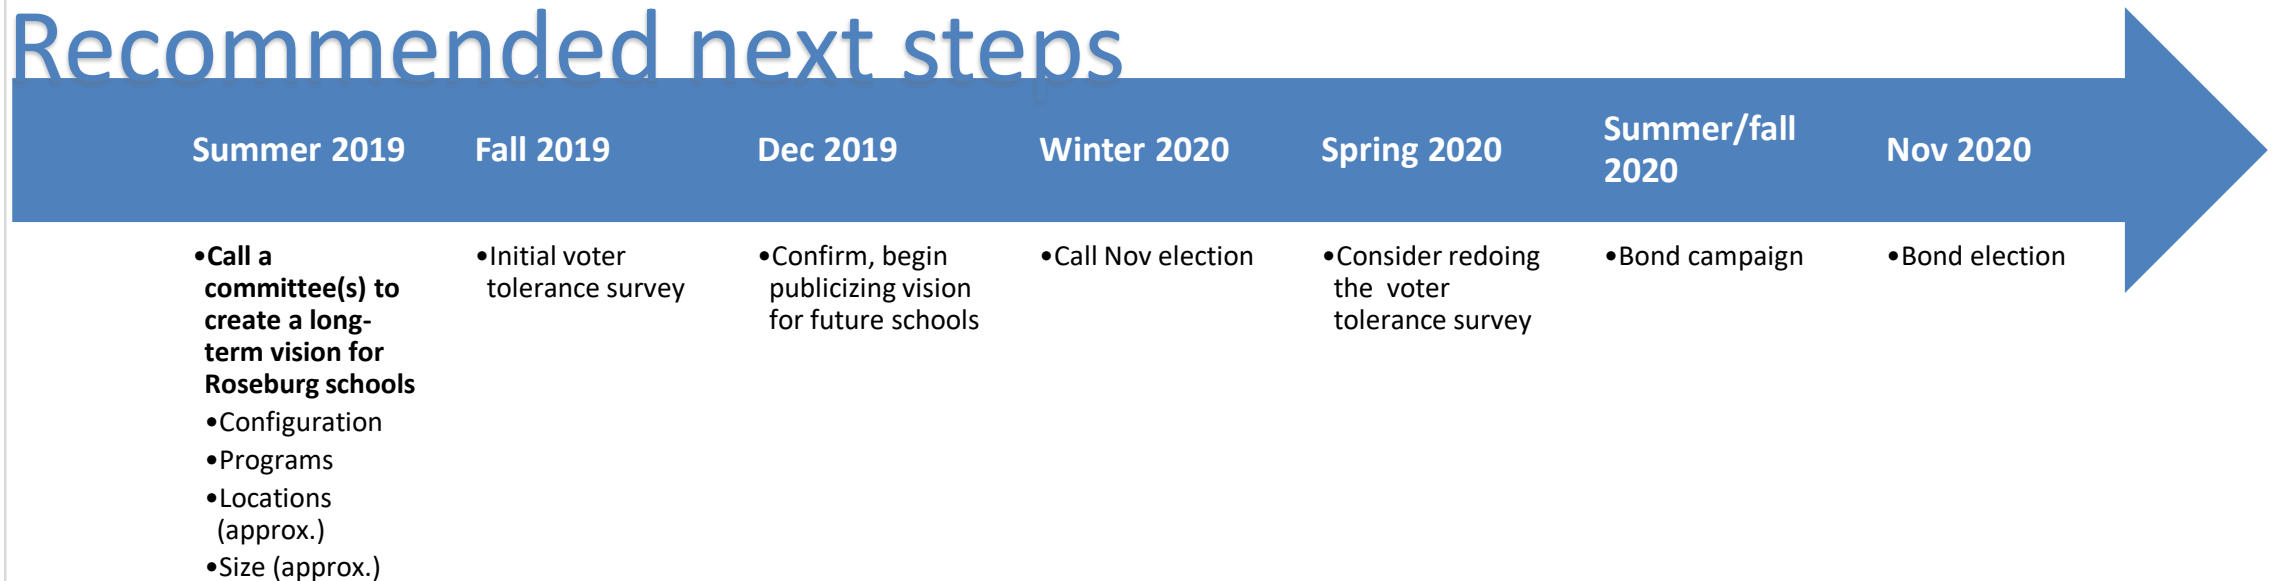 Recommended next steps
Summer 2019
Fall 2019
Dec 2019
Winter 2020
Spring 2020
Summer/fall
2020
Nov 2020
•Call a
committee(s) to
create a long-
term vision for
Roseburg schools
•Configuration
•Programs
•Locations
(approx.)
•Size (approx.)
•Initial voter
tolerance survey
•Confirm, begin
publicizing vision
for future schools
•Call Nov election
•Consider redoing
the voter
tolerance survey
•Bond campaign
•Bond election